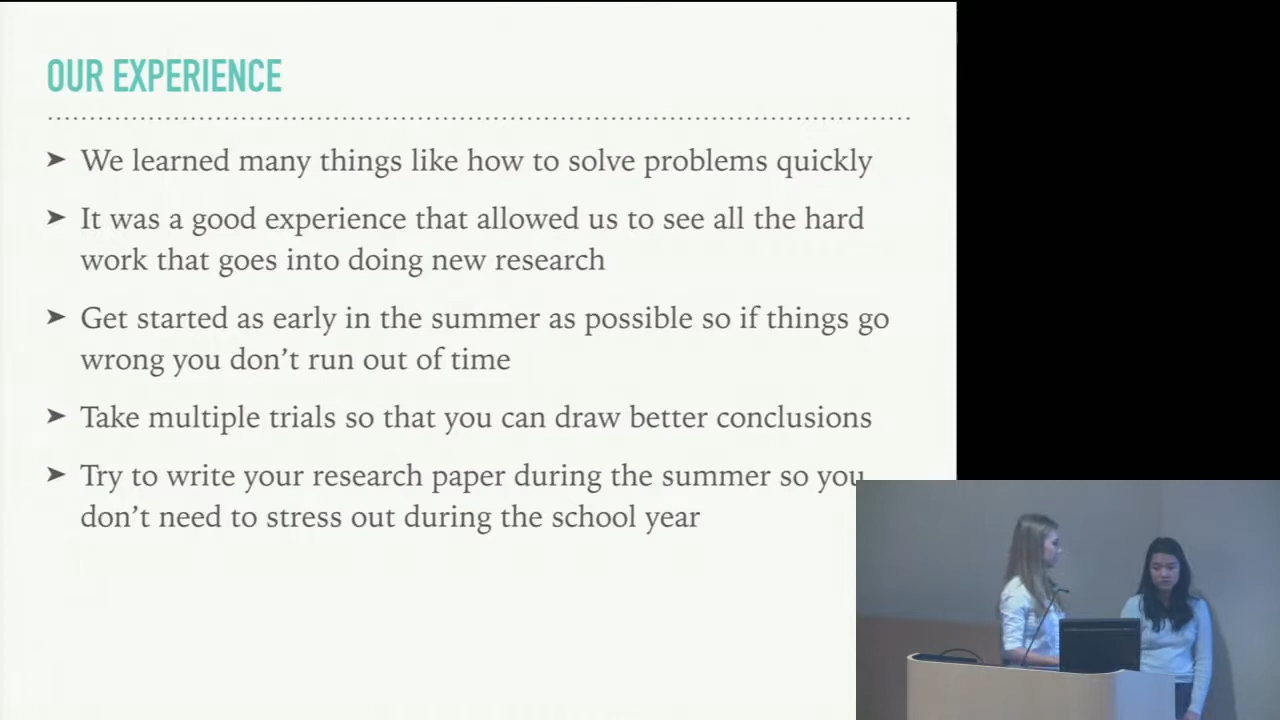 OUR EXPERIENCE
➤ We learned many things like how to solve problems quickly
➤ It was a good experience that allowed us to see all the hard
work that goes into doing new research
➤ Get started as early in the summer as possible so if things go
wrong you don't run out of time
➤ Take multiple trials so that you can draw better conclusions
➤ Try to write your research paper during the summer so you
don't need to stress out during the school year